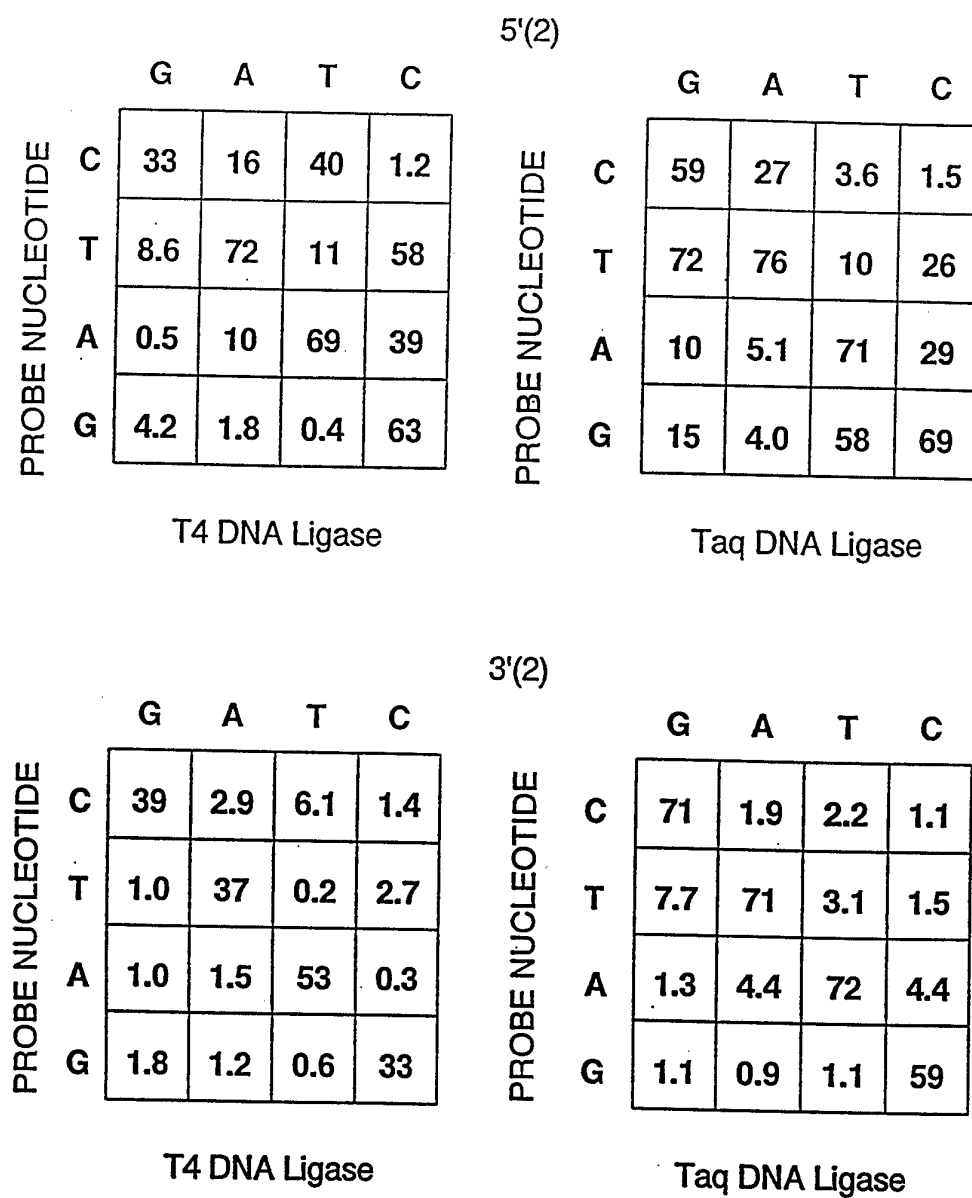 5'(2)
G A T C
PROBE NUCLEOTIDE
C 33 16 40 1.2
T 8.6 72 11 58
A 0.5 10 69 39
G 4.2 1.8 0.4 63
T4 DNA Ligase
G A T C
PROBE NUCLEOTIDE
C 59 27 3.6 1.5
T 72 76 10 26
A 10 5.1 71 29
G 15 4.0 58 69
Taq DNA Ligase
3'(2)
G A T C
PROBE NUCLEOTIDE
C 39 2.9 6.1 1.4
T 1.0 37 0.2 2.7
A 1.0 1.5 53 0.3
G 1.8 1.2 0.6 33
T4 DNA Ligase
G A T C
PROBE NUCLEOTIDE
C 71 1.9 2.2 1.1
T 7.7 71 3.1 1.5
A 1.3 4.4 72 4.4
G 1.1 0.9 1.1 59
Taq DNA Ligase